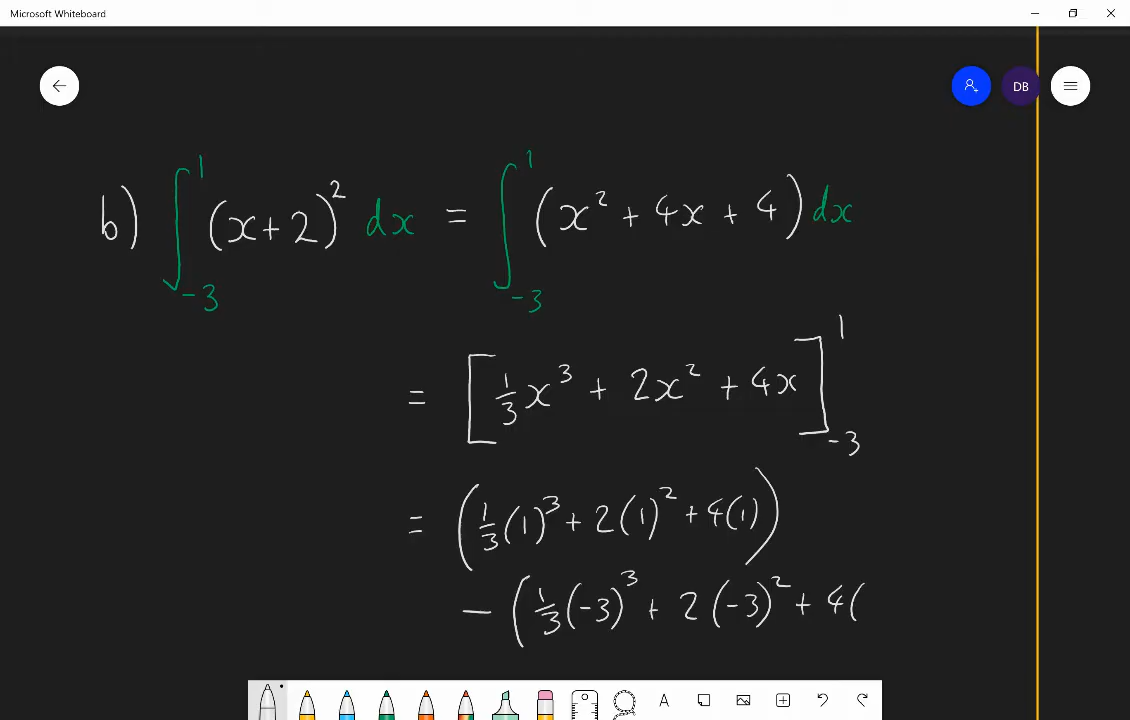 Microsoft Whiteboard
DB
b) ∫₋₃¹ (x+2)² dx = ∫₋₃¹ (x² + 4x + 4) dx
= [⅓x³ + 2x² + 4x]₋₃¹
= (⅓(1)³ + 2(1)² + 4(1))
− (⅓(-3)³ + 2(-3)² + 4(
A